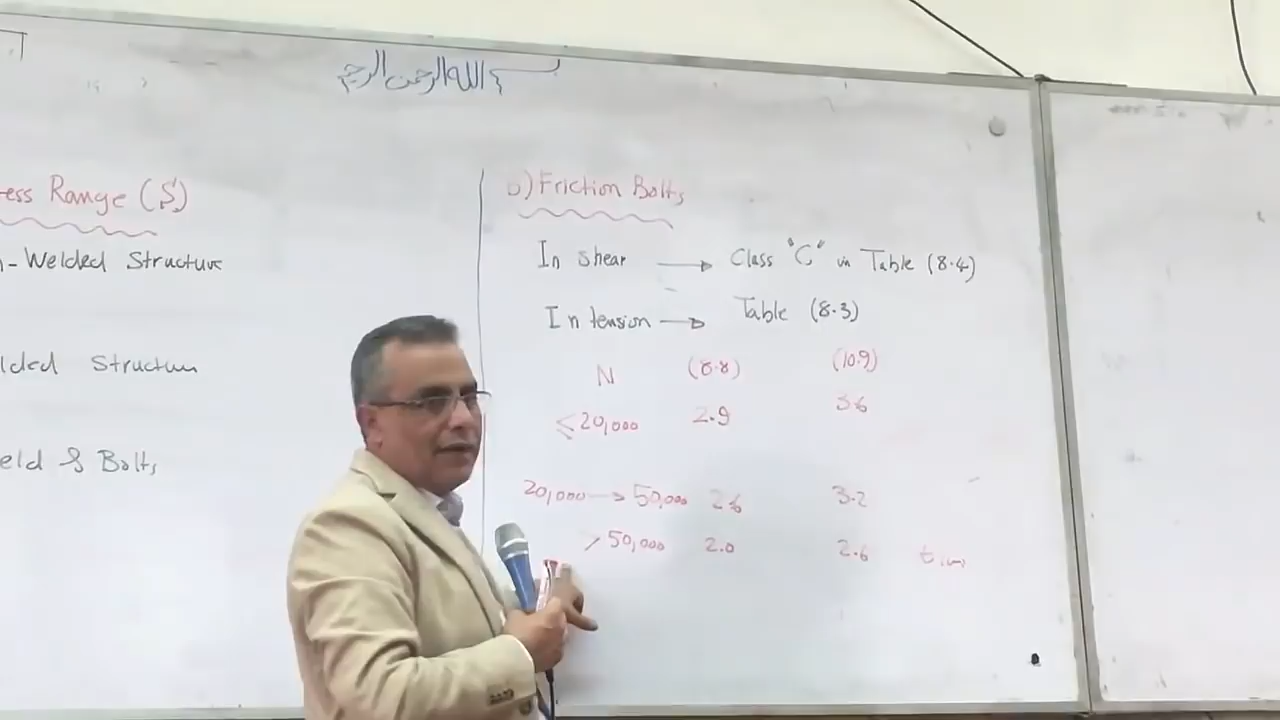 بسم الله الرحمن الرحيم
ess Range (S)
-Welded Structure
lded Structure
eld & Bolts
b) Friction Bolts
In shear → Class "C" in Table (8.4)
In tension → Table (8.3)
N (8.8) (10.9)
≤ 20,000 2.9 3.6
20,000 → 50,000 2.6 3.2
> 50,000 2.0 2.6